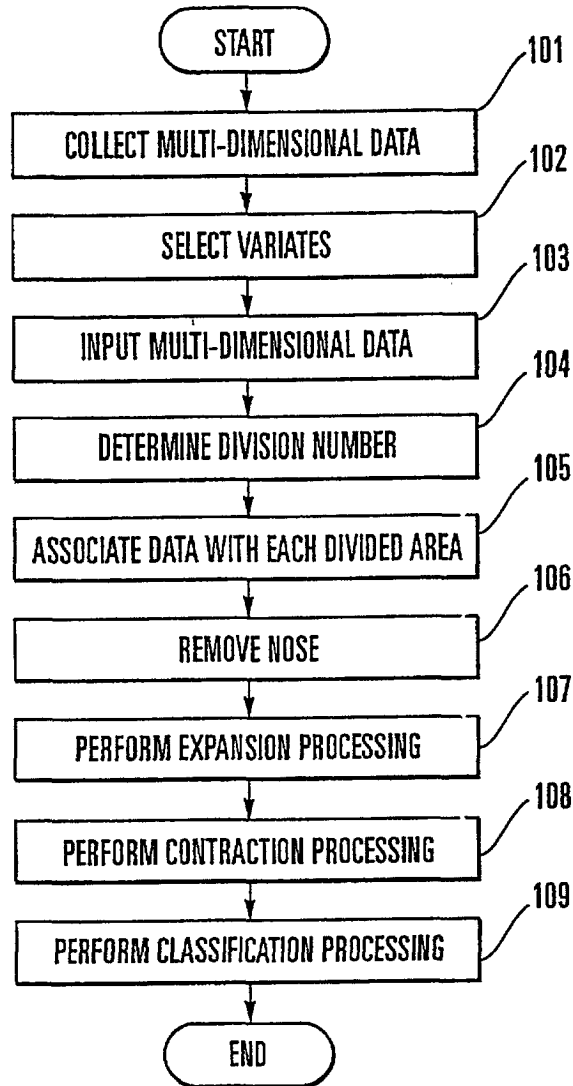 START
101
COLLECT MULTI-DIMENSIONAL DATA
102
SELECT VARIATES
103
INPUT MULTI-DIMENSIONAL DATA
104
DETERMINE DIVISION NUMBER
105
ASSOCIATE DATA WITH EACH DIVIDED AREA
106
REMOVE NOSE
107
PERFORM EXPANSION PROCESSING
108
PERFORM CONTRACTION PROCESSING
109
PERFORM CLASSIFICATION PROCESSING
END